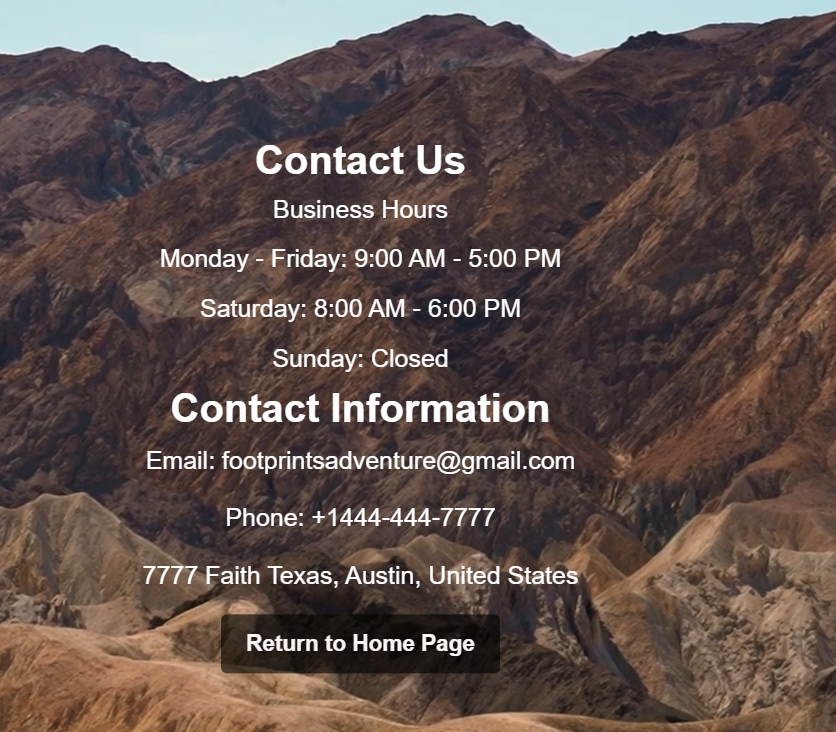 Contact Us
Business Hours
Monday - Friday: 9:00 AM - 5:00 PM
Saturday: 8:00 AM - 6:00 PM
Sunday: Closed
Contact Information
Email: footprintsadventure@gmail.com
Phone: +1444-444-7777
7777 Faith Texas, Austin, United States
Return to Home Page